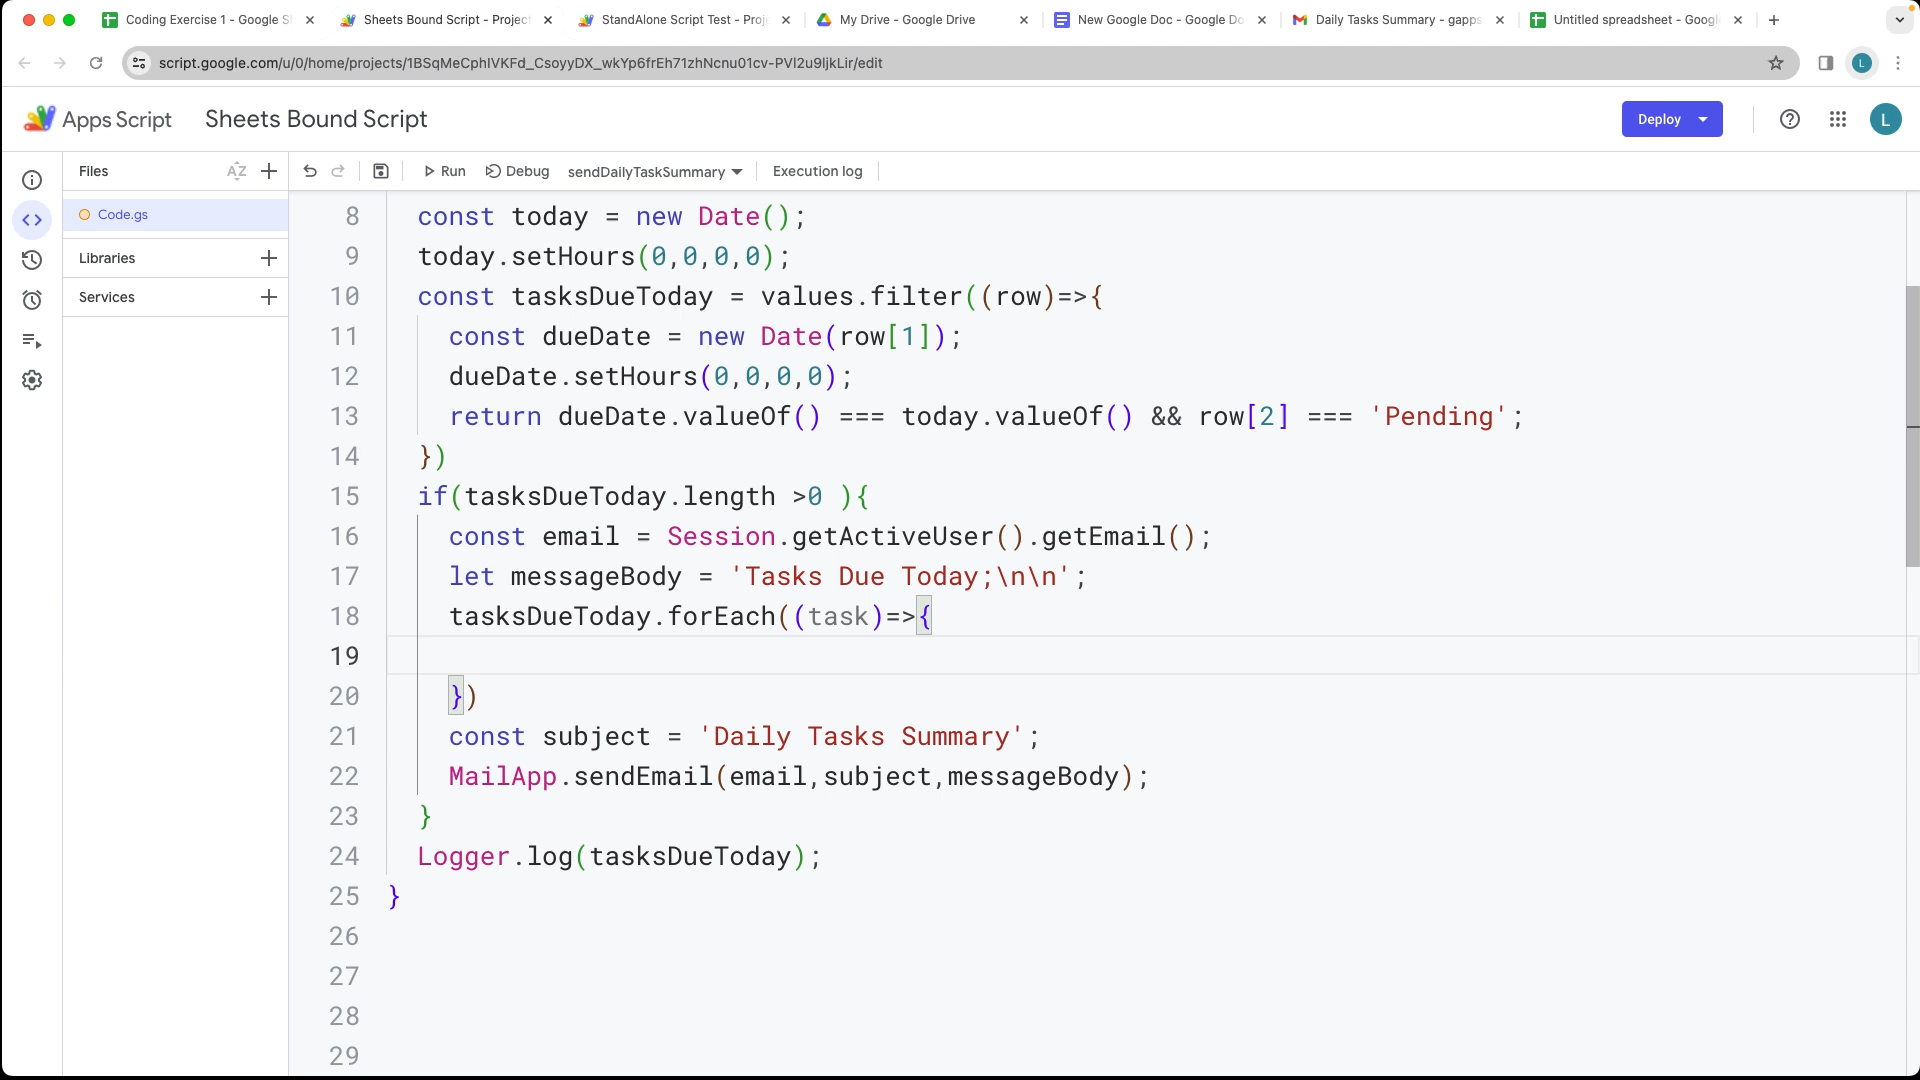 Coding Exercise 1 - Google S
Sheets Bound Script - Project
StandAlone Script Test - Proj
My Drive - Google Drive
New Google Doc - Google Do
Daily Tasks Summary - gapps
Untitled spreadsheet - Googl
script.google.com/u/0/home/projects/1BSqMeCphIVKFd_CsoyyDX_wkYp6frEh71zhNcnu01cv-PVl2u9ljkLir/edit
L
Apps Script
Sheets Bound Script
Deploy
L
Files
AZ
Run
Debug
sendDailyTaskSummary
Execution log
Code.gs
Libraries
Services
8 const today = new Date();
9 today.setHours(0,0,0,0);
10 const tasksDueToday = values.filter((row)=>{
11 const dueDate = new Date(row[1]);
12 dueDate.setHours(0,0,0,0);
13 return dueDate.valueOf() === today.valueOf() && row[2] === 'Pending';
14 })
15 if(tasksDueToday.length >0 ){
16 const email = Session.getActiveUser().getEmail();
17 let messageBody = 'Tasks Due Today;\n\n';
18 tasksDueToday.forEach((task)=>{
19
20 })
21 const subject = 'Daily Tasks Summary';
22 MailApp.sendEmail(email,subject,messageBody);
23 }
24 Logger.log(tasksDueToday);
25 }
26
27
28
29